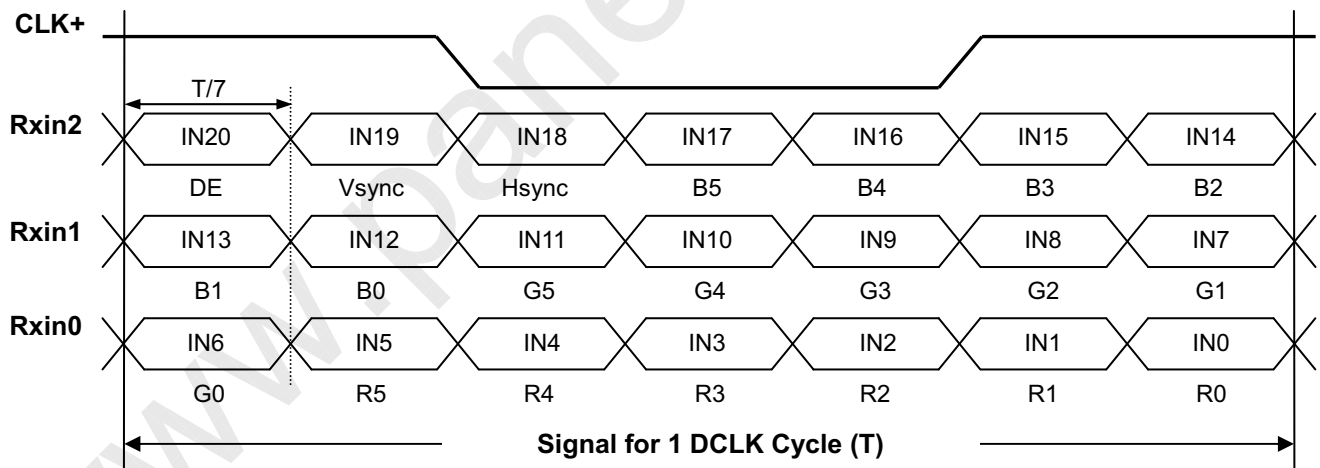 CLK+
T/7
Rxin2 IN20 IN19 IN18 IN17 IN16 IN15 IN14
DE Vsync Hsync B5 B4 B3 B2
Rxin1 IN13 IN12 IN11 IN10 IN9 IN8 IN7
B1 B0 G5 G4 G3 G2 G1
Rxin0 IN6 IN5 IN4 IN3 IN2 IN1 IN0
G0 R5 R4 R3 R2 R1 R0
Signal for 1 DCLK Cycle (T)
www.pane